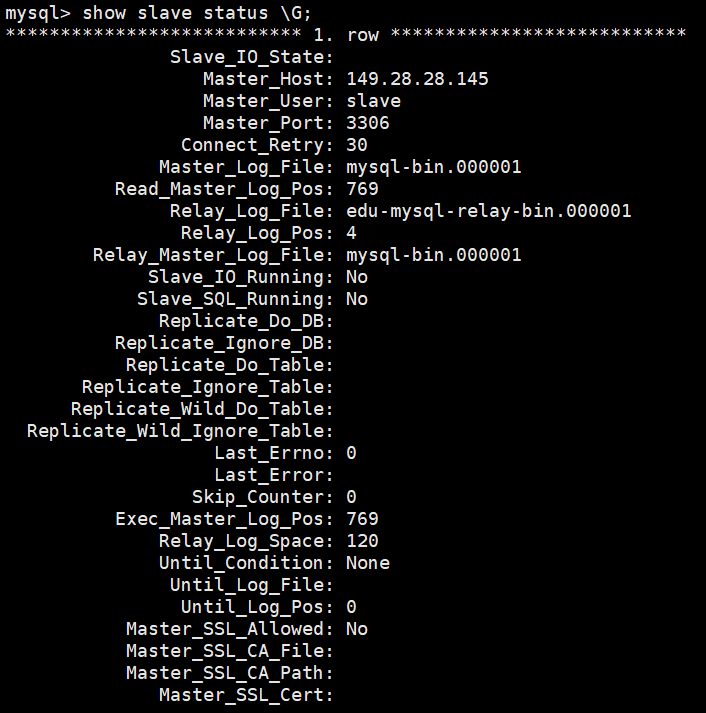 mysql> show slave status \G;
*************************** 1. row ***************************
Slave_IO_State:
Master_Host: 149.28.28.145
Master_User: slave
Master_Port: 3306
Connect_Retry: 30
Master_Log_File: mysql-bin.000001
Read_Master_Log_Pos: 769
Relay_Log_File: edu-mysql-relay-bin.000001
Relay_Log_Pos: 4
Relay_Master_Log_File: mysql-bin.000001
Slave_IO_Running: No
Slave_SQL_Running: No
Replicate_Do_DB:
Replicate_Ignore_DB:
Replicate_Do_Table:
Replicate_Ignore_Table:
Replicate_Wild_Do_Table:
Replicate_Wild_Ignore_Table:
Last_Errno: 0
Last_Error:
Skip_Counter: 0
Exec_Master_Log_Pos: 769
Relay_Log_Space: 120
Until_Condition: None
Until_Log_File:
Until_Log_Pos: 0
Master_SSL_Allowed: No
Master_SSL_CA_File:
Master_SSL_CA_Path:
Master_SSL_Cert: